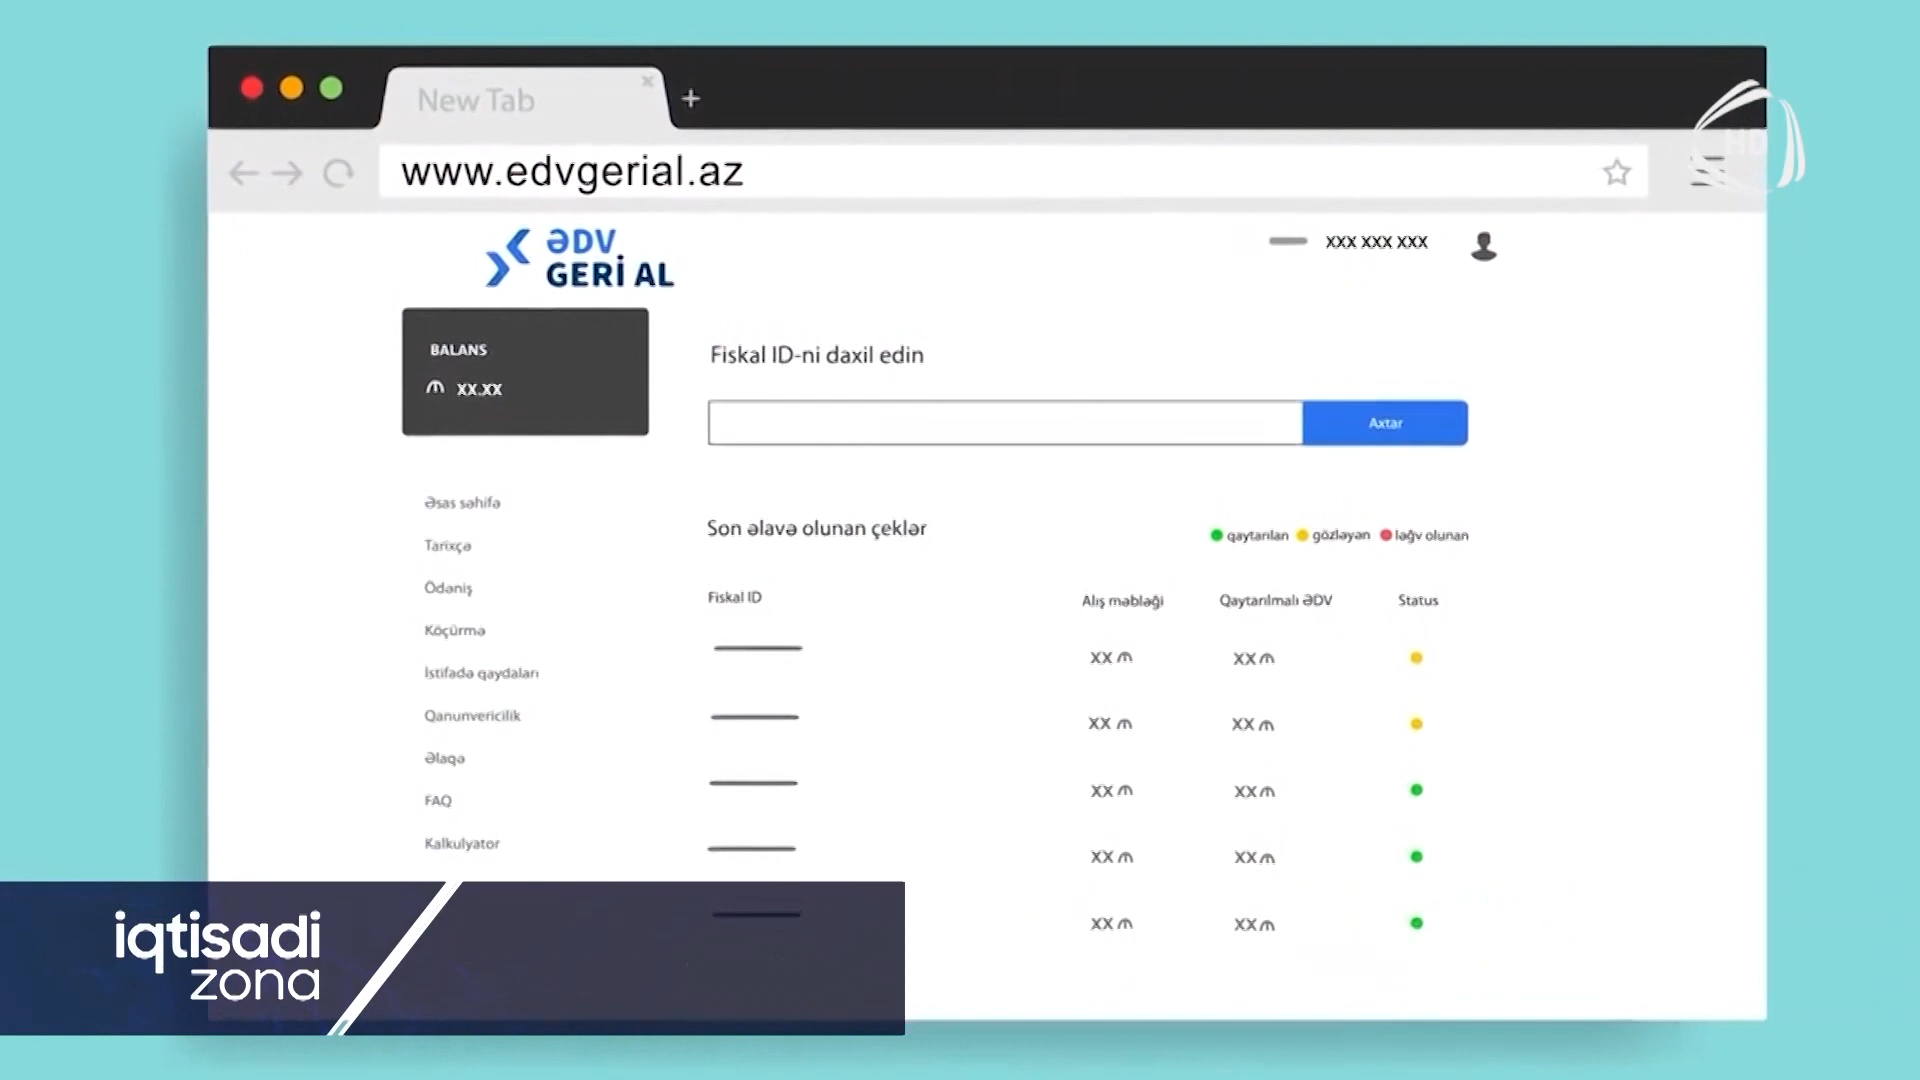 New Tab
www.edvgerial.az
HD
ƏDV
GERİ AL
XXX XXX XXX
BALANS
₼ XX.XX
Fiskal ID-ni daxil edin
Axtar
Əsas səhifə
Tarixçə
Ödəniş
Köçürmə
İstifadə qaydaları
Qanunvericilik
Əlaqə
FAQ
Kalkulyator
Son əlavə olunan çeklər
qaytarılan gözləyən ləğv olunan
Fiskal ID Alış məbləği Qaytarılmalı ƏDV Status
XX ₼ XX ₼
XX ₼ XX ₼
XX ₼ XX ₼
XX ₼ XX ₼
XX ₼ XX ₼
iqtisadi
zona